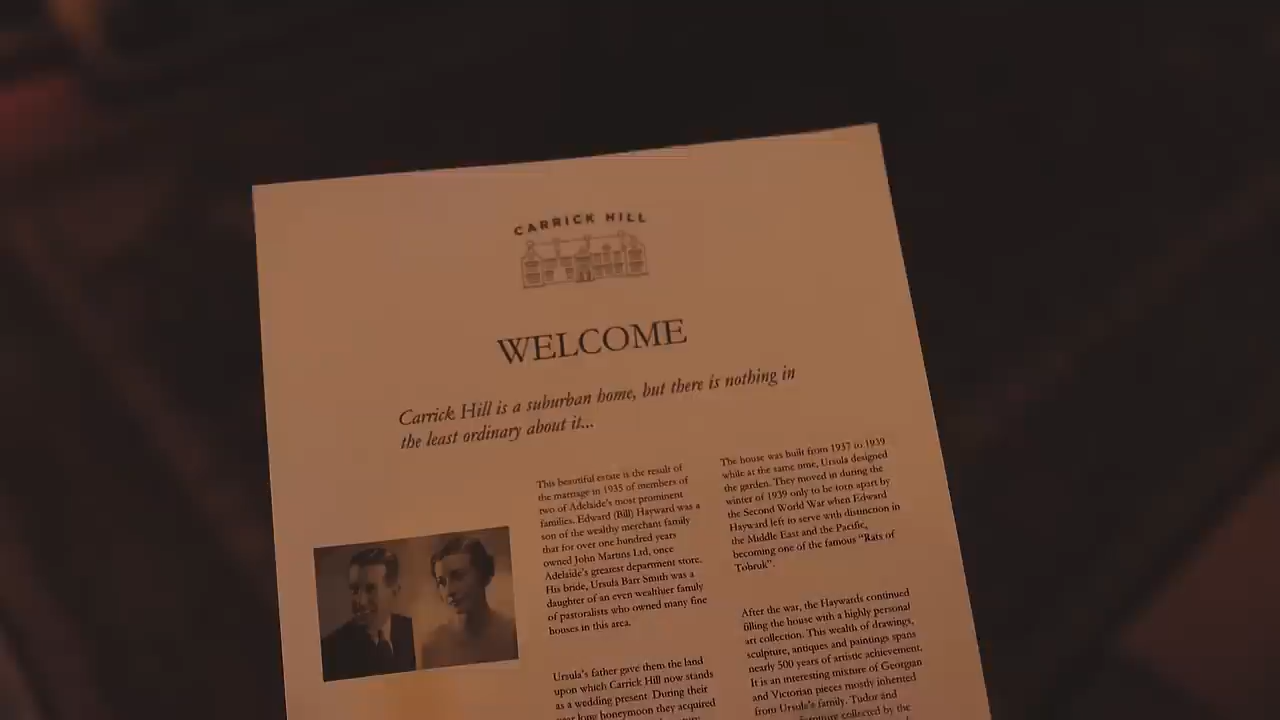 CARRICK HILL
WELCOME
Carrick Hill is a suburban home, but there is nothing in
the least ordinary about it...
This beautiful estate is the result of
the marriage in 1935 of members of
two of Adelaide's most prominent
families. Edward (Bill) Hayward was a
son of the wealthy merchant family
that for over one hundred years
owned John Martins Ltd, once
Adelaide's greatest department store.
His bride, Ursula Barr Smith was a
daughter of an even wealthier family
of pastoralists who owned many fine
houses in this area.
Ursula's father gave them the land
upon which Carrick Hill now stands
as a wedding present. During their
year long honeymoon they acquired
The house was built from 1937 to 1939
while at the same time, Ursula designed
the garden. They moved in during the
winter of 1939 only to be torn apart by
the Second World War when Edward
Hayward left to serve with distinction in
the Middle East and the Pacific,
becoming one of the famous "Rats of
Tobruk".
After the war, the Haywards continued
filling the house with a highly personal
art collection. This wealth of drawings,
sculpture, antiques and paintings spans
nearly 500 years of artistic achievement.
It is an interesting mixture of Georgian
and Victorian pieces mostly inherited
from Ursula's family. Tudor and
furniture collected by the